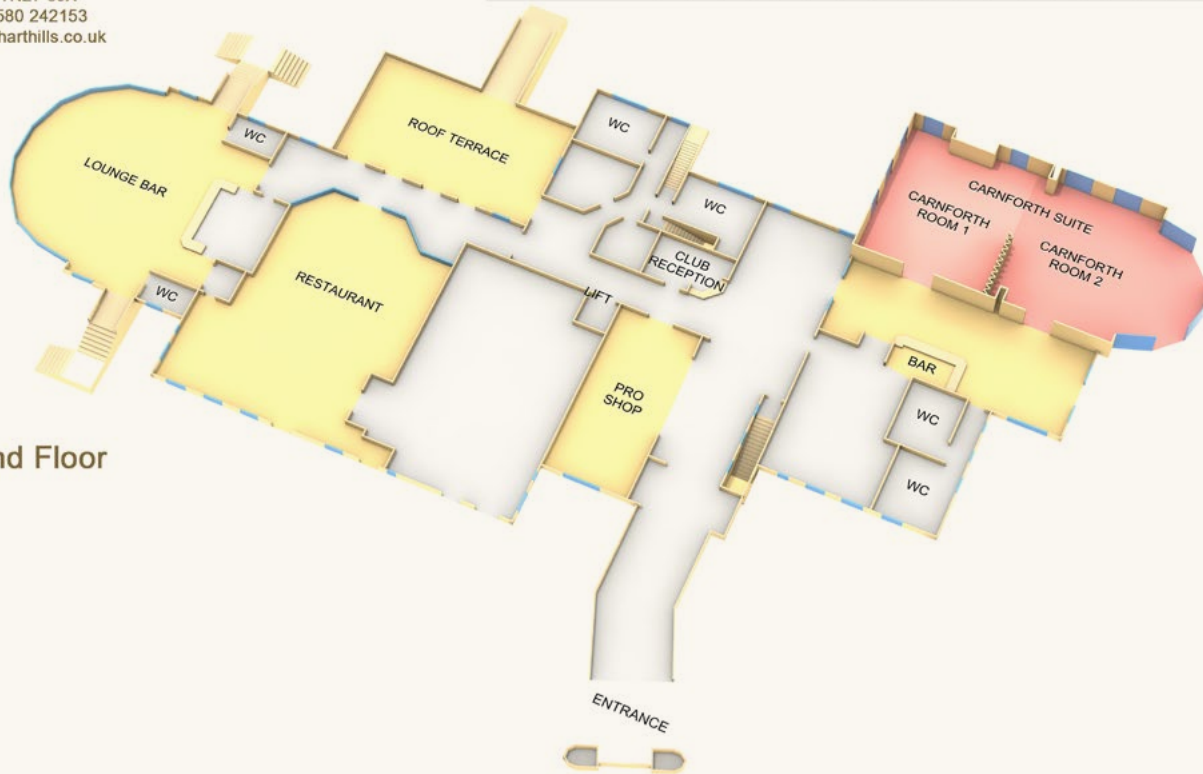 580 242153
harthills.co.uk
WC
ROOF TERRACE
WC
LOUNGE BAR
WC
CARNFORTH SUITE
CARNFORTH
ROOM 1
CARNFORTH
ROOM 2
CLUB
RECEPTION
RESTAURANT
WC
LIFT
BAR
PRO
SHOP
WC
WC
nd Floor
ENTRANCE